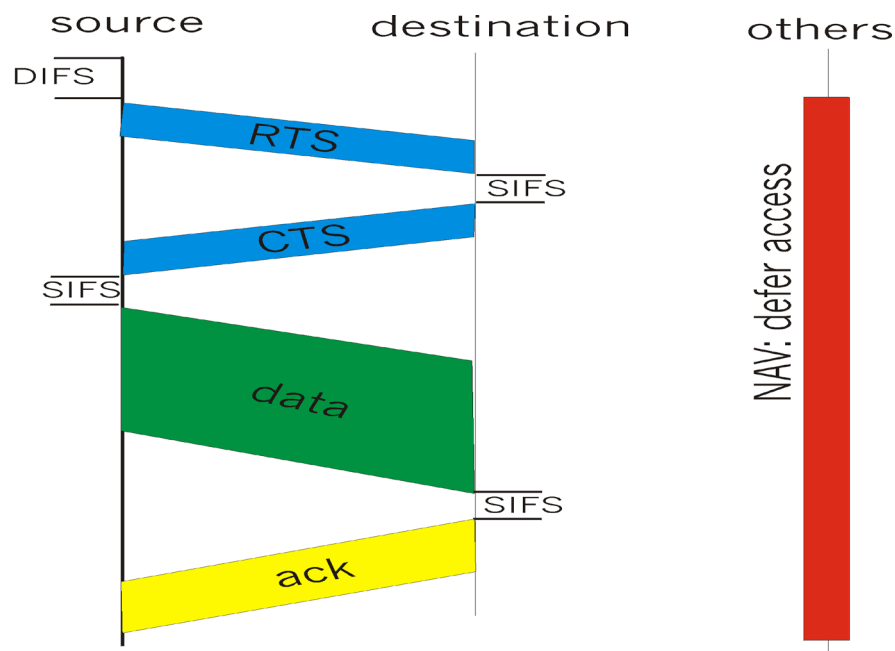 source
destination
others
DIFS
RTS
SIFS
CTS
SIFS
data
NAV: defer access
SIFS
ack